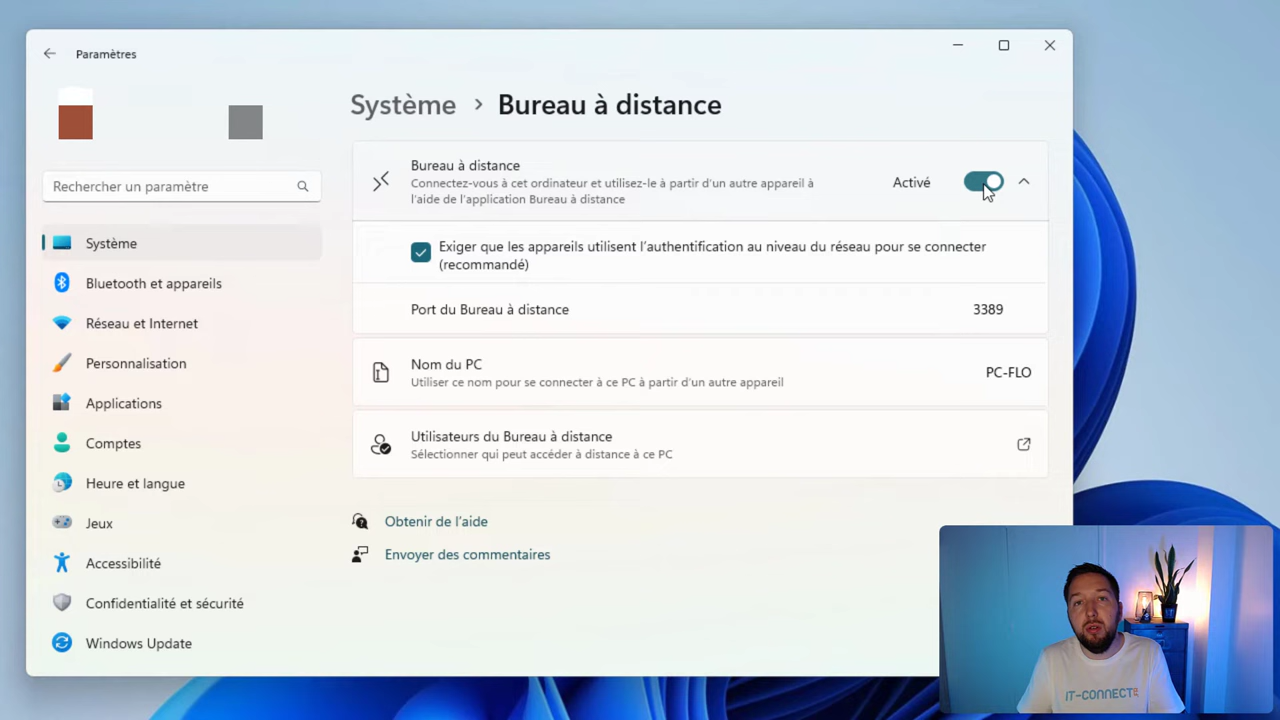 Paramètres
Système > Bureau à distance
Rechercher un paramètre
Système
Bluetooth et appareils
Réseau et Internet
Personnalisation
Applications
Comptes
Heure et langue
Jeux
Accessibilité
Confidentialité et sécurité
Windows Update
Bureau à distance
Connectez-vous à cet ordinateur et utilisez-le à partir d'un autre appareil à
l'aide de l'application Bureau à distance
Activé
Exiger que les appareils utilisent l'authentification au niveau du réseau pour se connecter
(recommandé)
Port du Bureau à distance
3389
Nom du PC
Utiliser ce nom pour se connecter à ce PC à partir d'un autre appareil
PC-FLO
Utilisateurs du Bureau à distance
Sélectionner qui peut accéder à distance à ce PC
Obtenir de l'aide
Envoyer des commentaires
IT-CONNECT